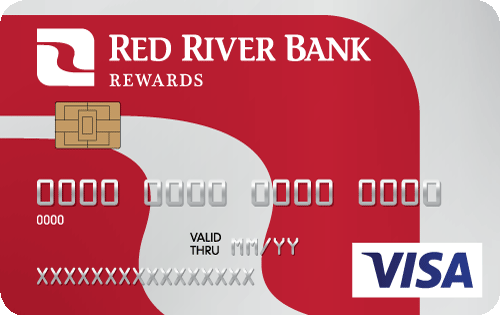 RED RIVER BANK
REWARDS
0000 0000 0000 0000
0000
VALID
THRU MM/YY
XXXXXXXXXXXXXXXX
VISA